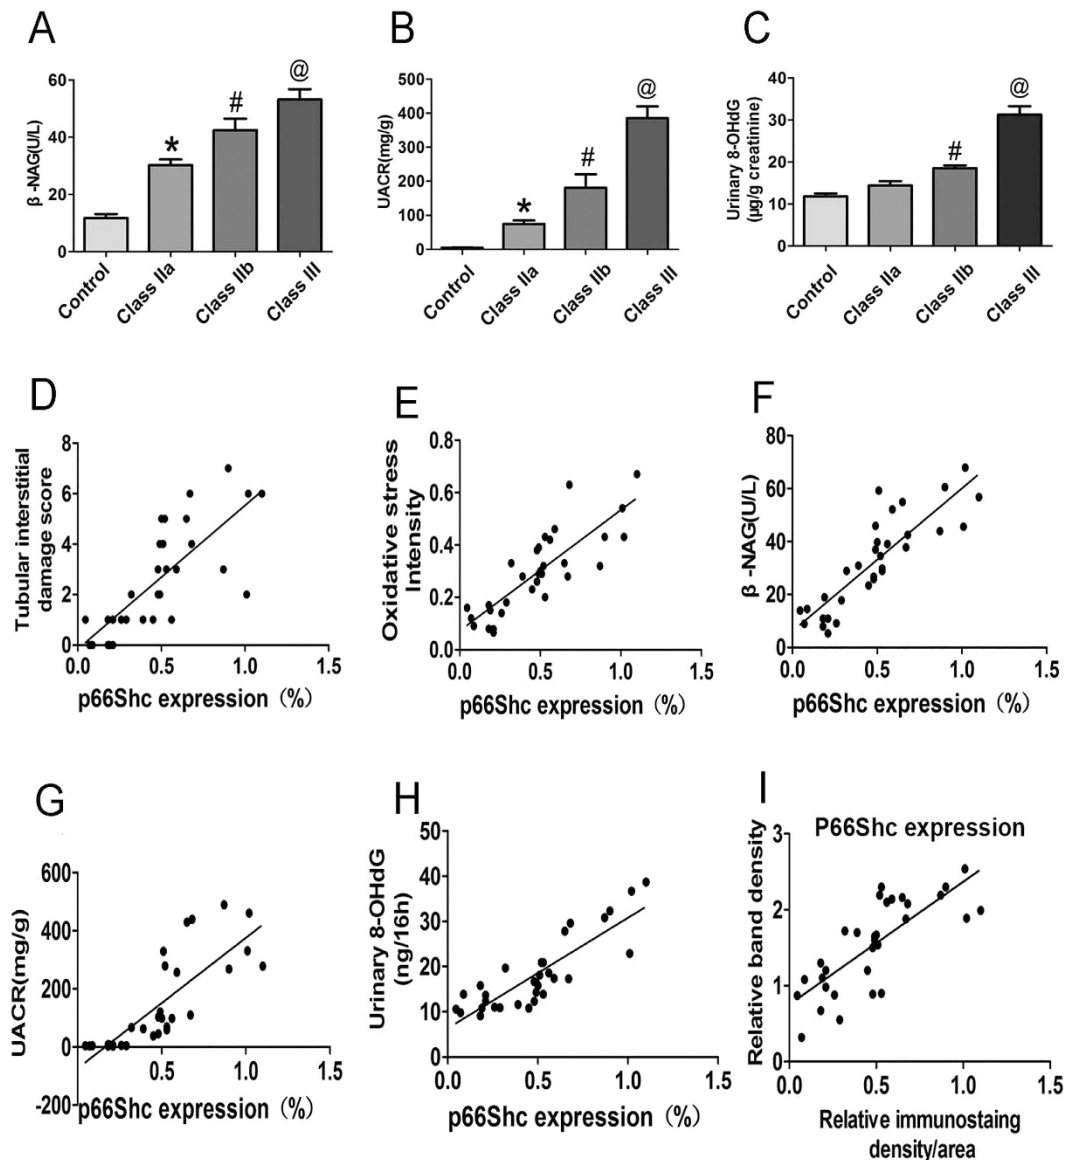 A
B
C
β -NAG(U/L)
60
40
20
0
*
#
@
Control
Class IIa
Class IIb
Class III
UACR(mg/g)
500
400
300
200
100
0
*
#
@
Control
Class IIa
Class IIb
Class III
Urinary 8-OHdG
(μg/g creatinine)
40
30
20
10
0
#
@
Control
Class IIa
Class IIb
Class III
D
E
F
Tubular interstitial
damage score
8
6
4
2
0
0.0 0.5 1.0 1.5
p66Shc expression (%)
Oxidative stress
Intensity
0.8
0.6
0.4
0.2
0.0
0.0 0.5 1.0 1.5
p66Shc expression (%)
β -NAG(U/L)
80
60
40
20
0
0.0 0.5 1.0 1.5
p66Shc expression (%)
G
H
I
UACR(mg/g)
600
400
200
0
-200
0.5 1.0 1.5
p66Shc expression (%)
Urinary 8-OHdG
(ng/16h)
50
40
30
20
10
0
0.0 0.5 1.0 1.5
p66Shc expression (%)
P66Shc expression
Relative band density
3
2
1
0
0.0 0.5 1.0 1.5
Relative immunostaing
density/area